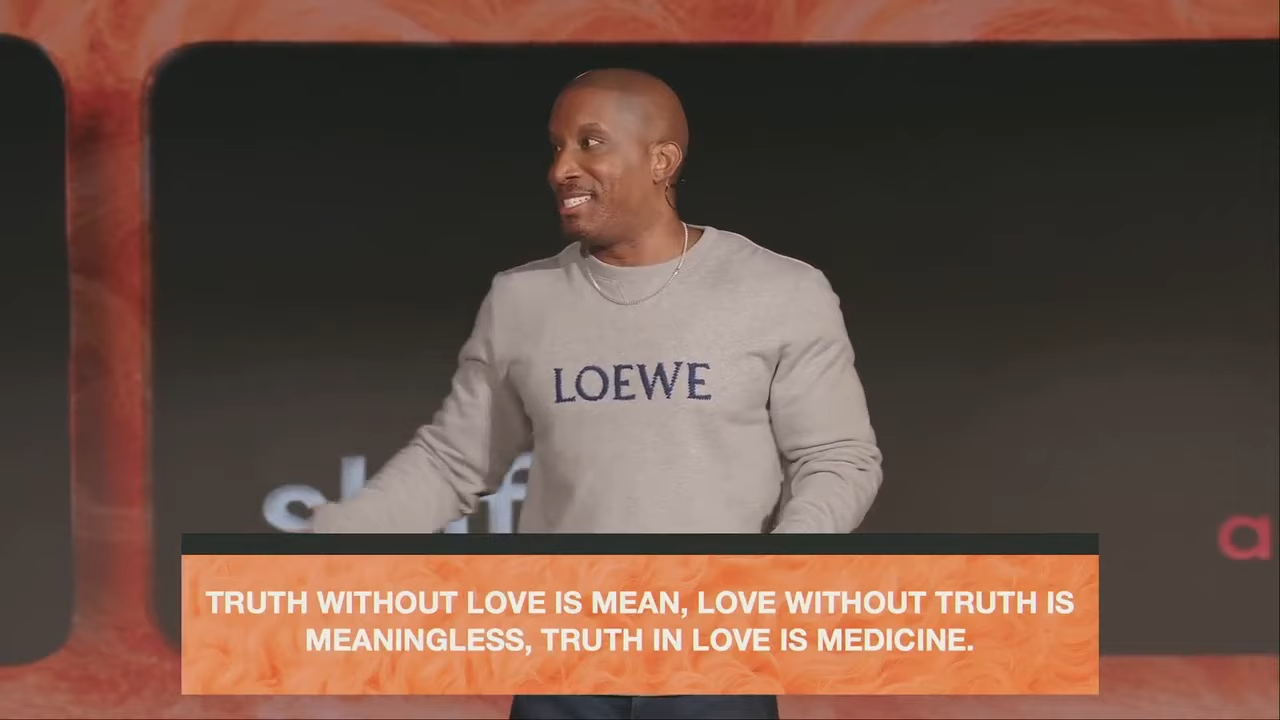 LOEWE
TRUTH WITHOUT LOVE IS MEAN, LOVE WITHOUT TRUTH IS
MEANINGLESS, TRUTH IN LOVE IS MEDICINE.